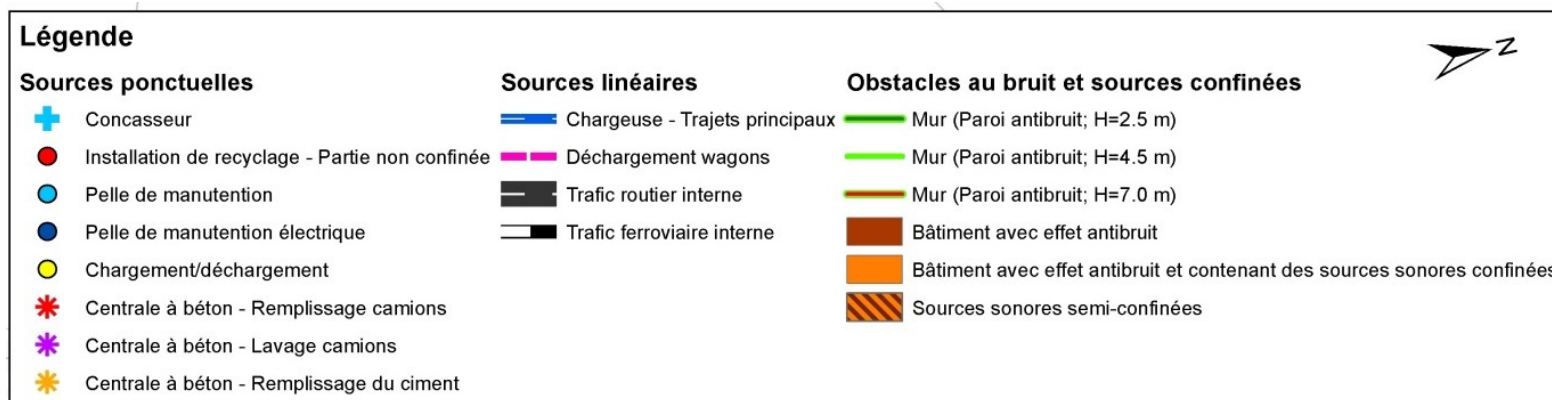 Légende
N
Sources ponctuelles
Concasseur
Installation de recyclage - Partie non confinée
Pelle de manutention
Pelle de manutention électrique
Chargement/déchargement
Centrale à béton - Remplissage camions
Centrale à béton - Lavage camions
Centrale à béton - Remplissage du ciment
Sources linéaires
Chargeuse - Trajets principaux
Déchargement wagons
Trafic routier interne
Trafic ferroviaire interne
Obstacles au bruit et sources confinées
Mur (Paroi antibruit; H=2.5 m)
Mur (Paroi antibruit; H=4.5 m)
Mur (Paroi antibruit; H=7.0 m)
Bâtiment avec effet antibruit
Bâtiment avec effet antibruit et contenant des sources sonores confinées
Sources sonores semi-confinées